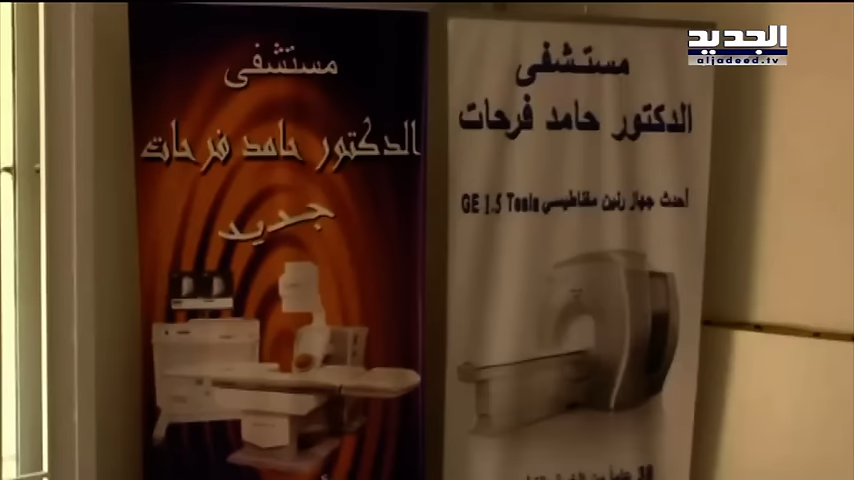 الجديد
aljadeed.tv
مستشفى
الدكتور حامد فرحات
جديد
مستشفى
الدكتور حامد فرحات
أحدث جهاز رنين مغناطيسي GE 1.5 Tesla